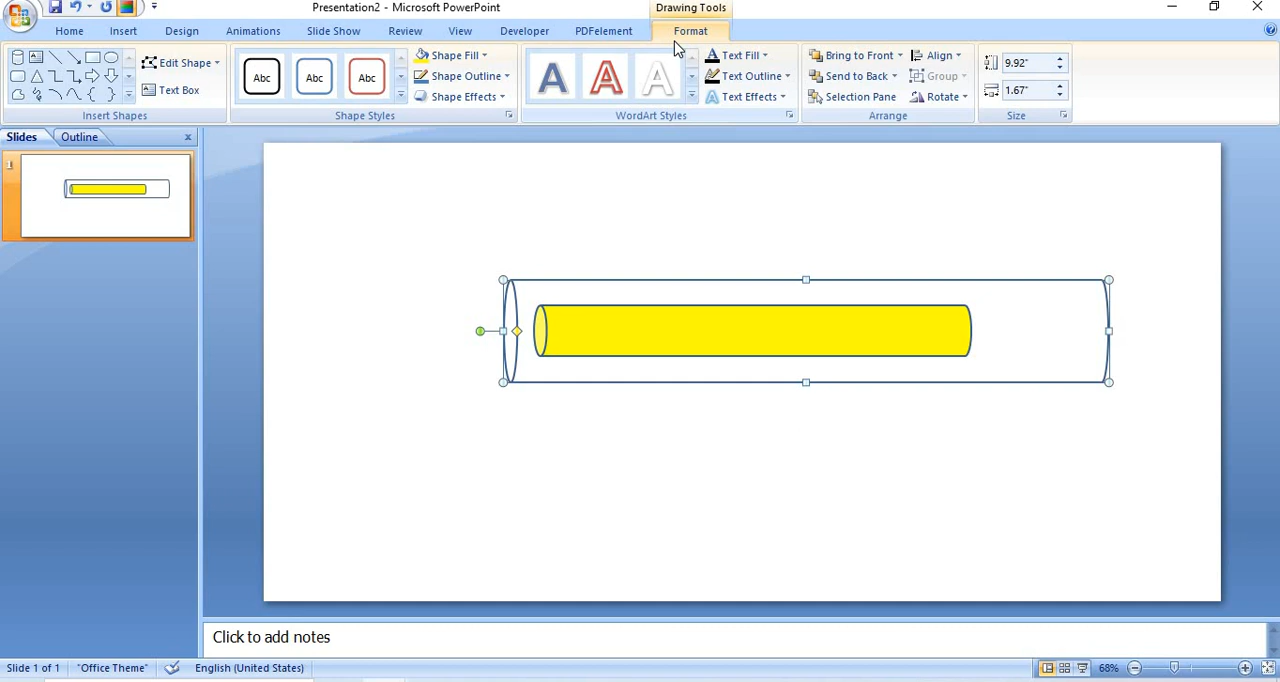 Presentation2 - Microsoft PowerPoint
Drawing Tools
Home
Insert
Design
Animations
Slide Show
Review
View
Developer
PDFelement
Format
Edit Shape
Text Box
Insert Shapes
Abc
Abc
Abc
Shape Fill
Shape Outline
Shape Effects
Shape Styles
A
A
A
Text Fill
Text Outline
Text Effects
WordArt Styles
Bring to Front
Send to Back
Selection Pane
Align
Group
Rotate
Arrange
9.92"
1.67"
Size
Slides
Outline
1
Click to add notes
Slide 1 of 1
"Office Theme"
English (United States)
68%